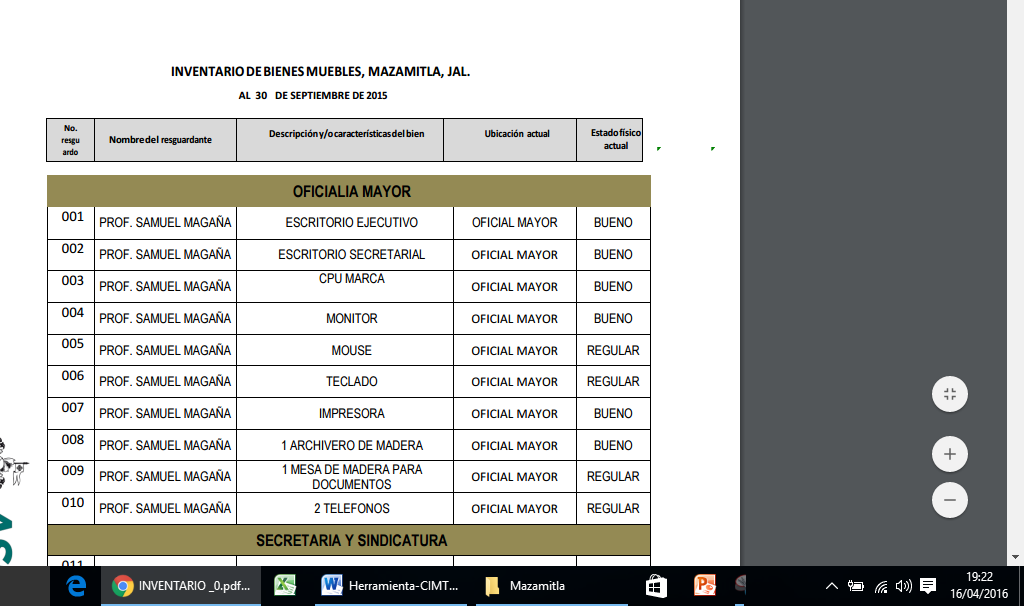 INVENTARIO DE BIENES MUEBLES, MAZAMITLA, JAL.
AL 30 DE SEPTIEMBRE DE 2015
No. resguardo Nombre del resguardante Descripción y/o características del bien Ubicación actual Estado físico actual
OFICIALIA MAYOR
001 PROF. SAMUEL MAGAÑA ESCRITORIO EJECUTIVO OFICIAL MAYOR BUENO
002 PROF. SAMUEL MAGAÑA ESCRITORIO SECRETARIAL OFICIAL MAYOR BUENO
003 PROF. SAMUEL MAGAÑA CPU MARCA OFICIAL MAYOR BUENO
004 PROF. SAMUEL MAGAÑA MONITOR OFICIAL MAYOR BUENO
005 PROF. SAMUEL MAGAÑA MOUSE OFICIAL MAYOR REGULAR
006 PROF. SAMUEL MAGAÑA TECLADO OFICIAL MAYOR REGULAR
007 PROF. SAMUEL MAGAÑA IMPRESORA OFICIAL MAYOR BUENO
008 PROF. SAMUEL MAGAÑA 1 ARCHIVERO DE MADERA OFICIAL MAYOR BUENO
009 PROF. SAMUEL MAGAÑA 1 MESA DE MADERA PARA DOCUMENTOS OFICIAL MAYOR REGULAR
010 PROF. SAMUEL MAGAÑA 2 TELEFONOS OFICIAL MAYOR REGULAR
SECRETARIA Y SINDICATURA
011
INVENTARIO _0.pdf... Herramienta-CIMT... Mazamitla
19:22
16/04/2016